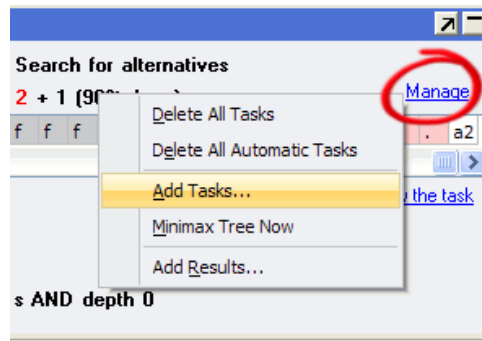 Search for alternatives
2 + 1 (90%
Manage
f f f . a2
Delete All Tasks
Delete All Automatic Tasks
Add Tasks...
the task
Minimax Tree Now
Add Results...
s AND depth 0